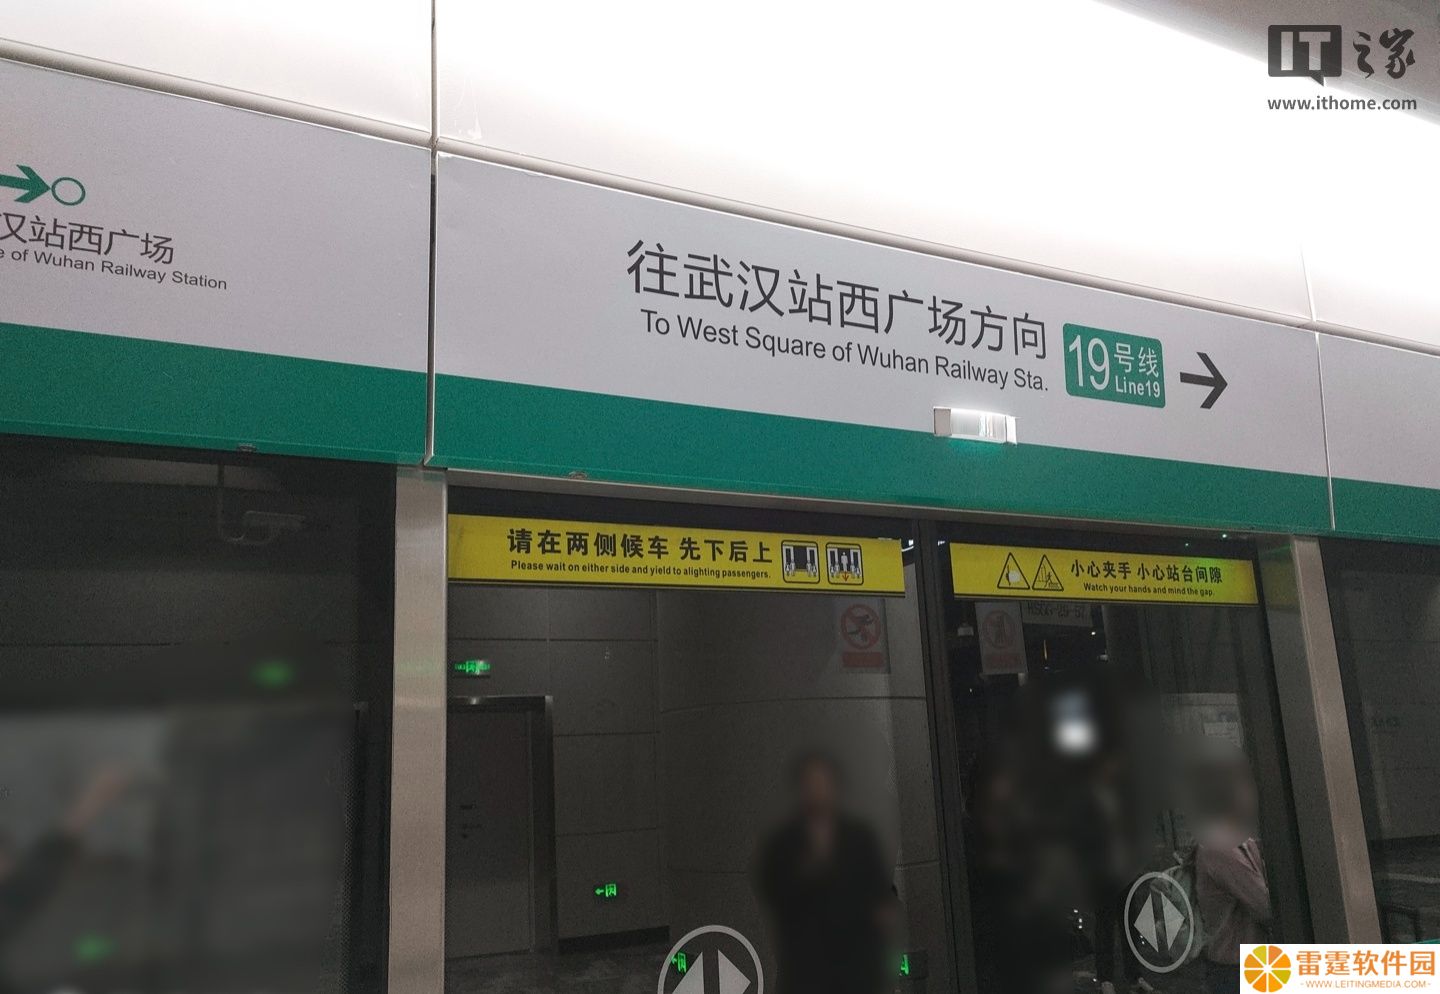 IT之家
www.ithome.com
汉站西广场
e of Wuhan Railway Station
往武汉站西广场方向
To West Square of Wuhan Railway Sta.
19号线
Line19
请在两侧候车 先下后上
Please wait on either side and yield to alighting passengers.
小心夹手 小心站台间隙
Watch your hands and mind the gap.
雷霆软件园
WWW.LEITINGMEDIA.COM